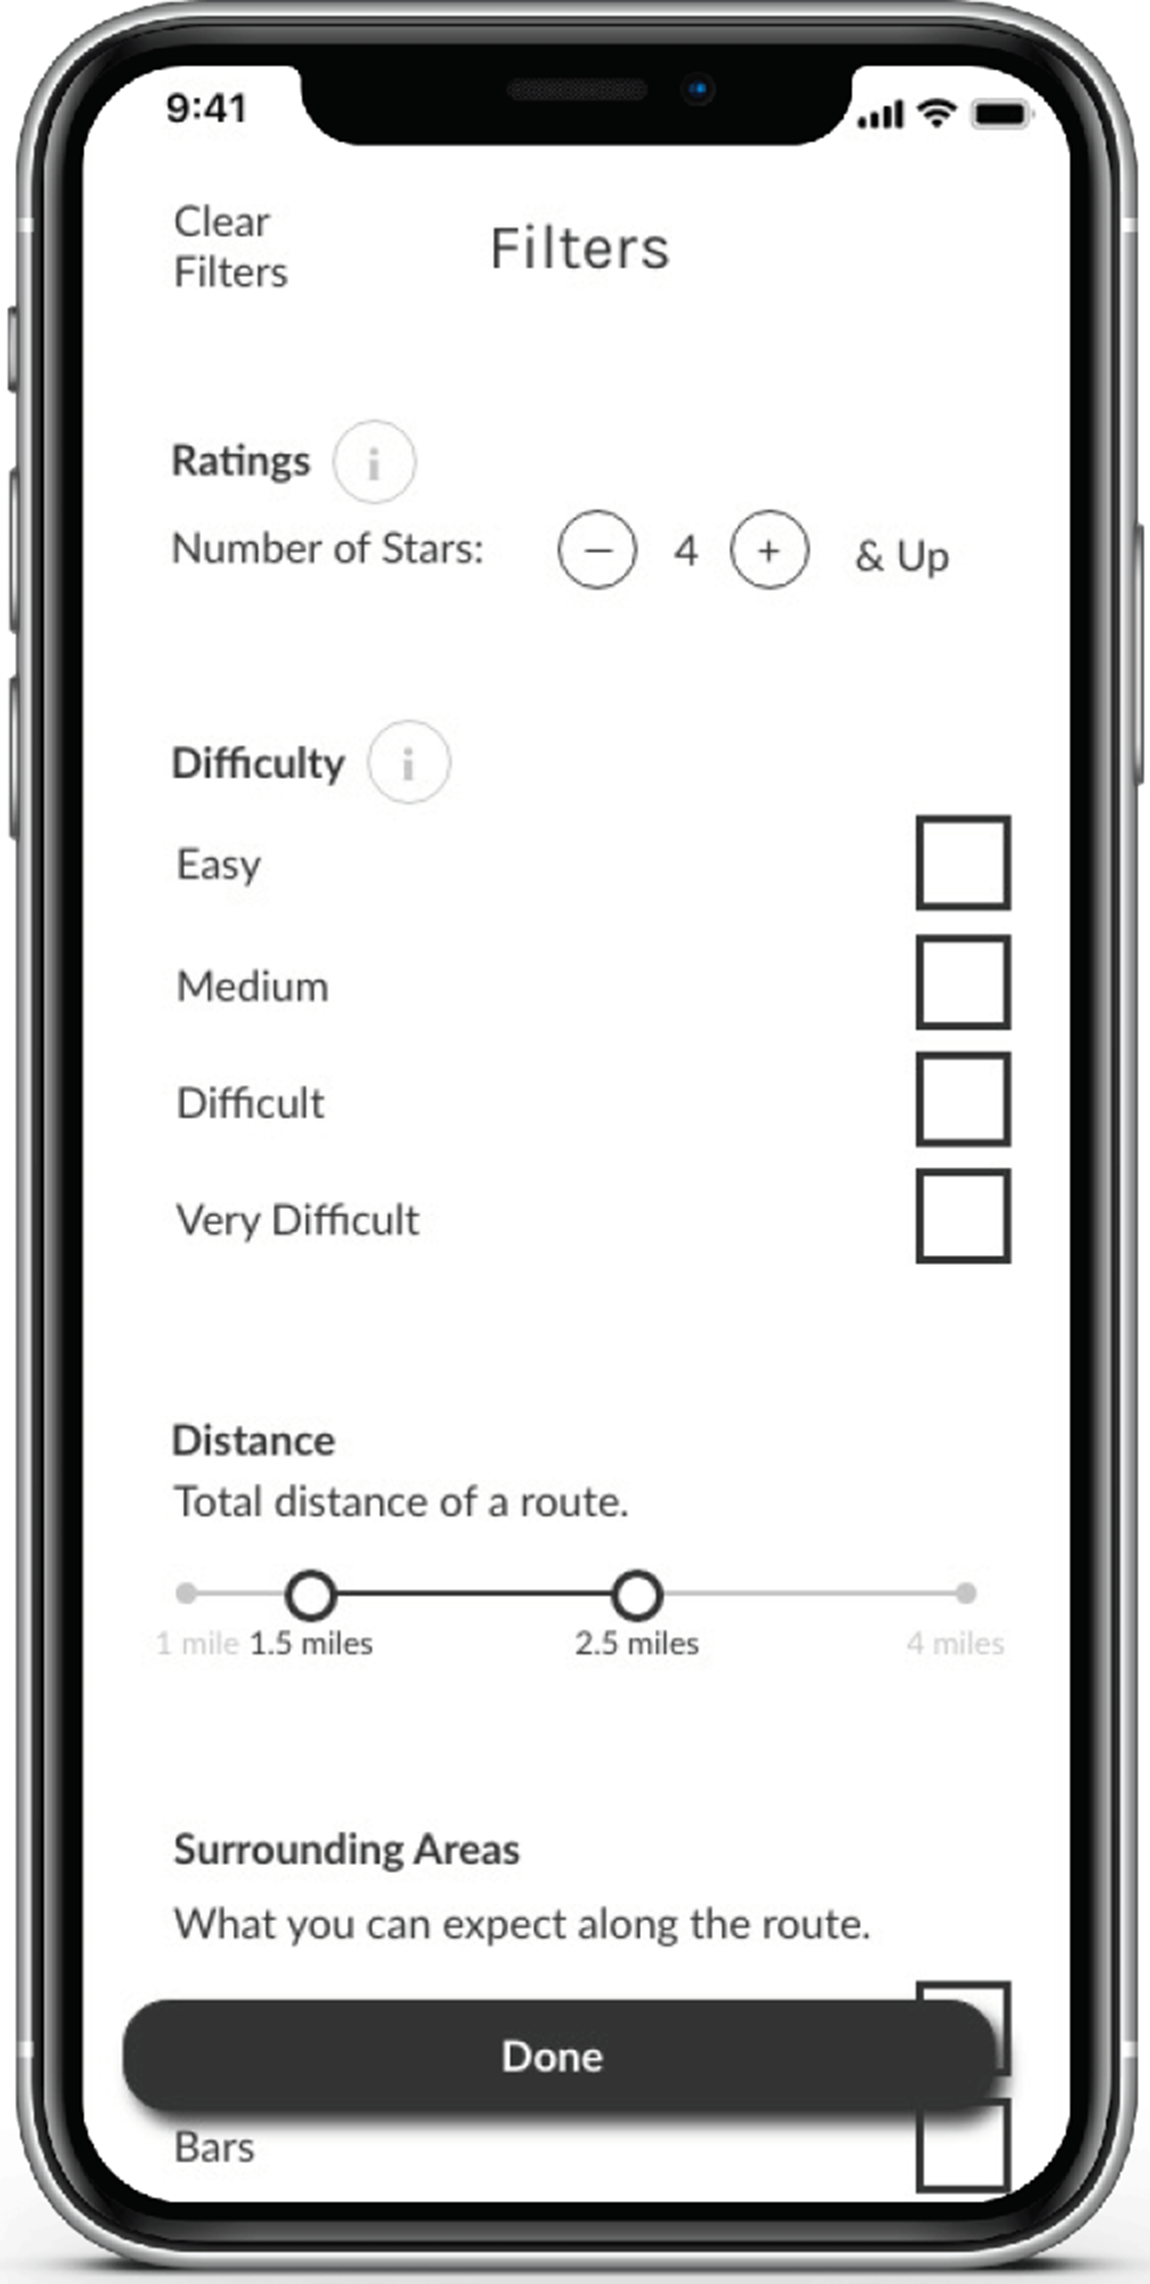 9:41
Clear
Filters
Filters
Ratings i
Number of Stars: − 4 + & Up
Difficulty i
Easy
Medium
Difficult
Very Difficult
Distance
Total distance of a route.
1 mile 1.5 miles 2.5 miles 4 miles
Surrounding Areas
What you can expect along the route.
Done
Bars